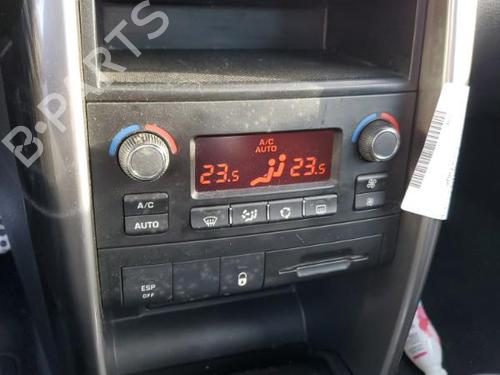 B-PARTS
A/C
AUTO
23.5
23.5
A/C
AUTO
ESP
OFF